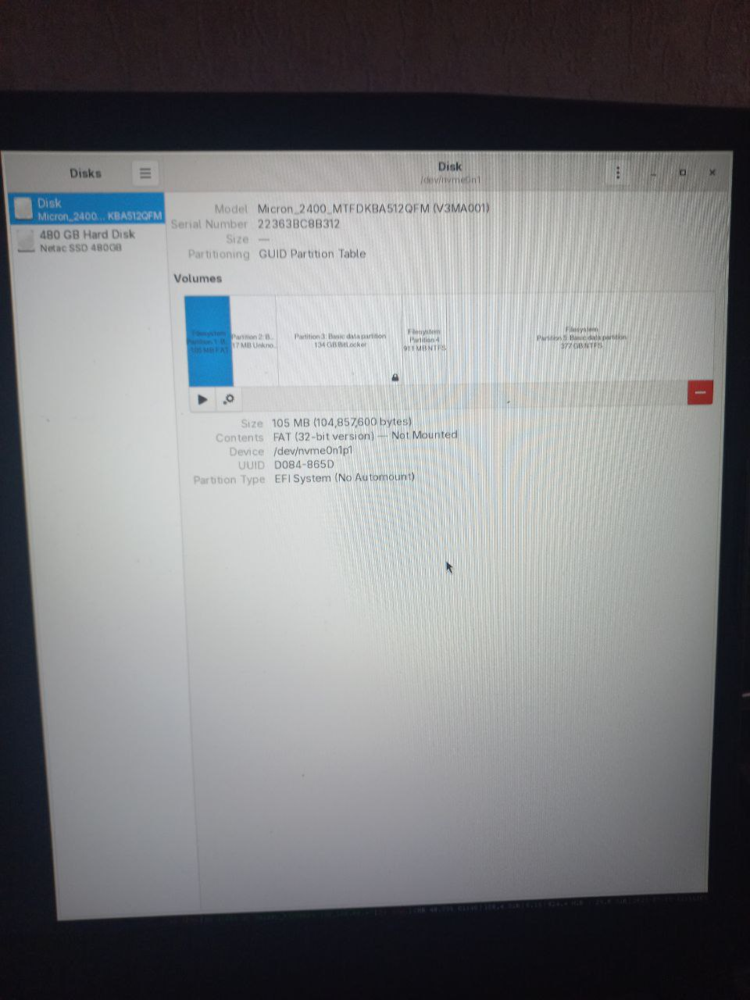 Disks
Disk
/dev/nvme0n1
Disk
Micron_2400... KBA512QFM
480 GB Hard Disk
Netac SSD 480GB
Model Micron_2400_MTFDKBA512QFM (V3MA001)
Serial Number 22363BC8B312
Size —
Partitioning GUID Partition Table
Volumes
Filesystem
Partition 1: B...
105 MB FAT
Partition 2: B...
17 MB Unkno...
Partition 3: Basic data partition
134 GB BitLocker
Filesystem
Partition 4
911 MB NTFS
Filesystem
Partition 5: Basic data partition
377 GB NTFS
Size 105 MB (104,857,600 bytes)
Contents FAT (32-bit version) — Not Mounted
Device /dev/nvme0n1p1
UUID D084-865D
Partition Type EFI System (No Automount)